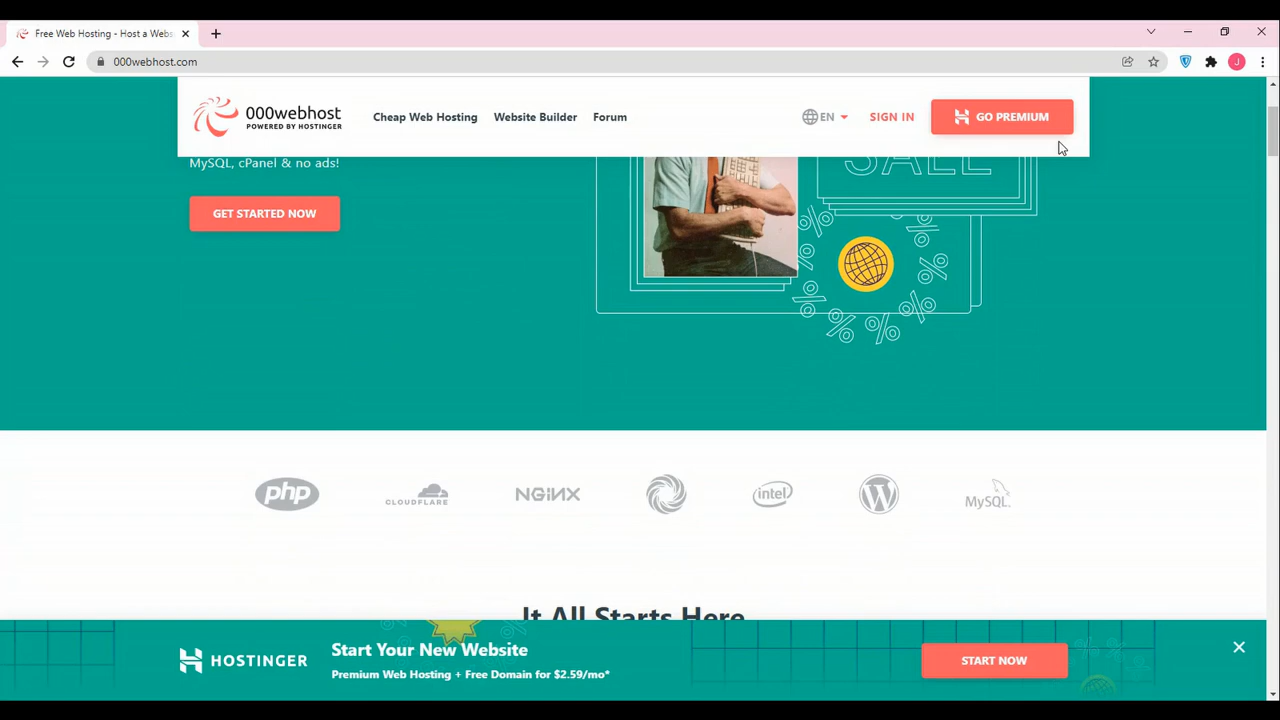 Free Web Hosting - Host a Webs
000webhost.com
J
000webhost
POWERED BY HOSTINGER
Cheap Web Hosting
Website Builder
Forum
EN
SIGN IN
GO PREMIUM
SALE
MySQL, cPanel & no ads!
GET STARTED NOW
php
CLOUDFLARE
NGINX
intel
MySQL
It All Starts Here
HOSTINGER
Start Your New Website
Premium Web Hosting + Free Domain for $2.59/mo*
START NOW